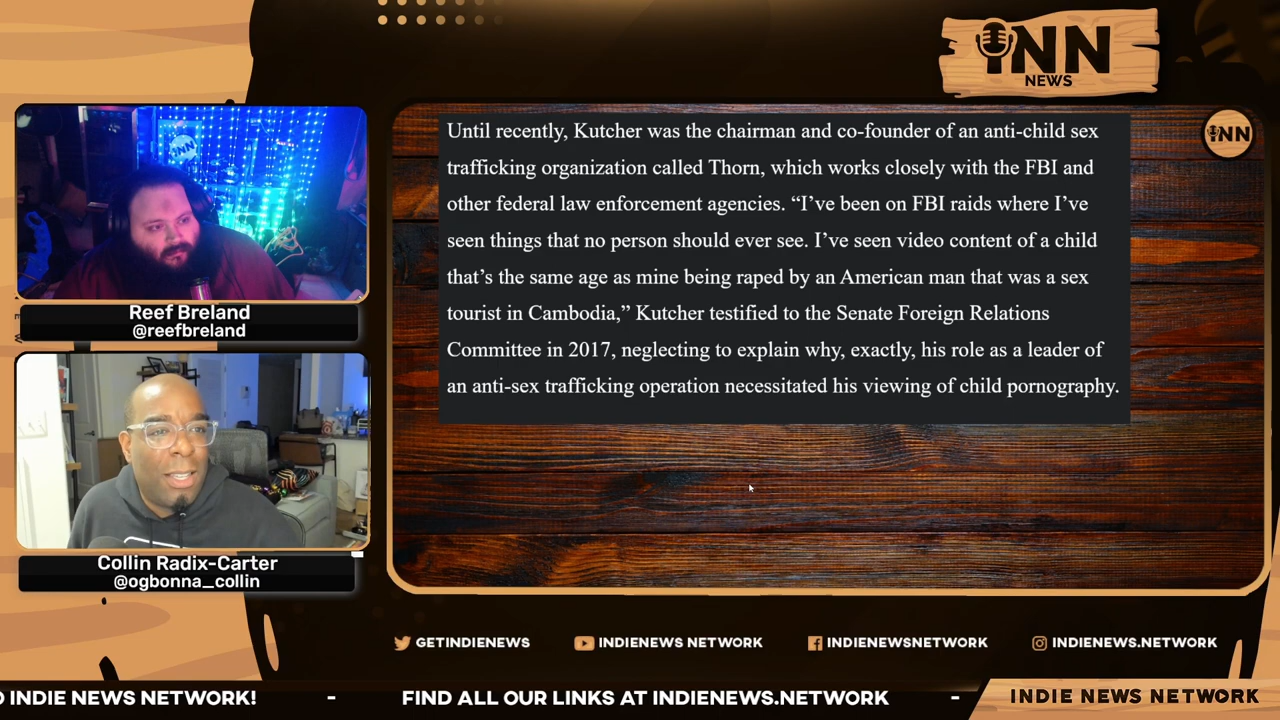 INN
NEWS
INN
Until recently, Kutcher was the chairman and co-founder of an anti-child sex
trafficking organization called Thorn, which works closely with the FBI and
other federal law enforcement agencies. “I’ve been on FBI raids where I’ve
seen things that no person should ever see. I’ve seen video content of a child
that’s the same age as mine being raped by an American man that was a sex
tourist in Cambodia,” Kutcher testified to the Senate Foreign Relations
Committee in 2017, neglecting to explain why, exactly, his role as a leader of
an anti-sex trafficking operation necessitated his viewing of child pornography.
Reef Breland
@reefbreland
Collin Radix-Carter
@ogbonna_collin
GETINDIENEWS
INDIENEWS NETWORK
INDIENEWSNETWORK
INDIENEWS.NETWORK
INDIE NEWS NETWORK! - FIND ALL OUR LINKS AT INDIENEWS.NETWORK -
INDIE NEWS NETWORK